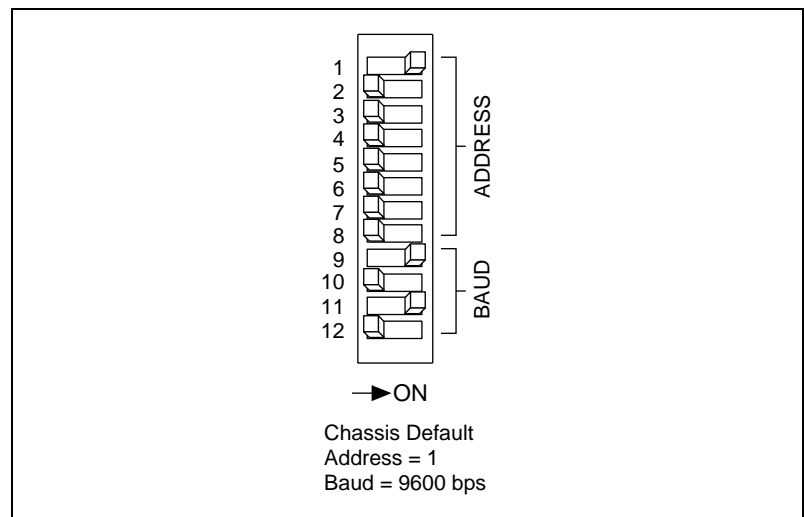 1
2
3
4
5
6
7
8
9
10
11
12
ADDRESS
BAUD
ON
Chassis Default
Address = 1
Baud = 9600 bps